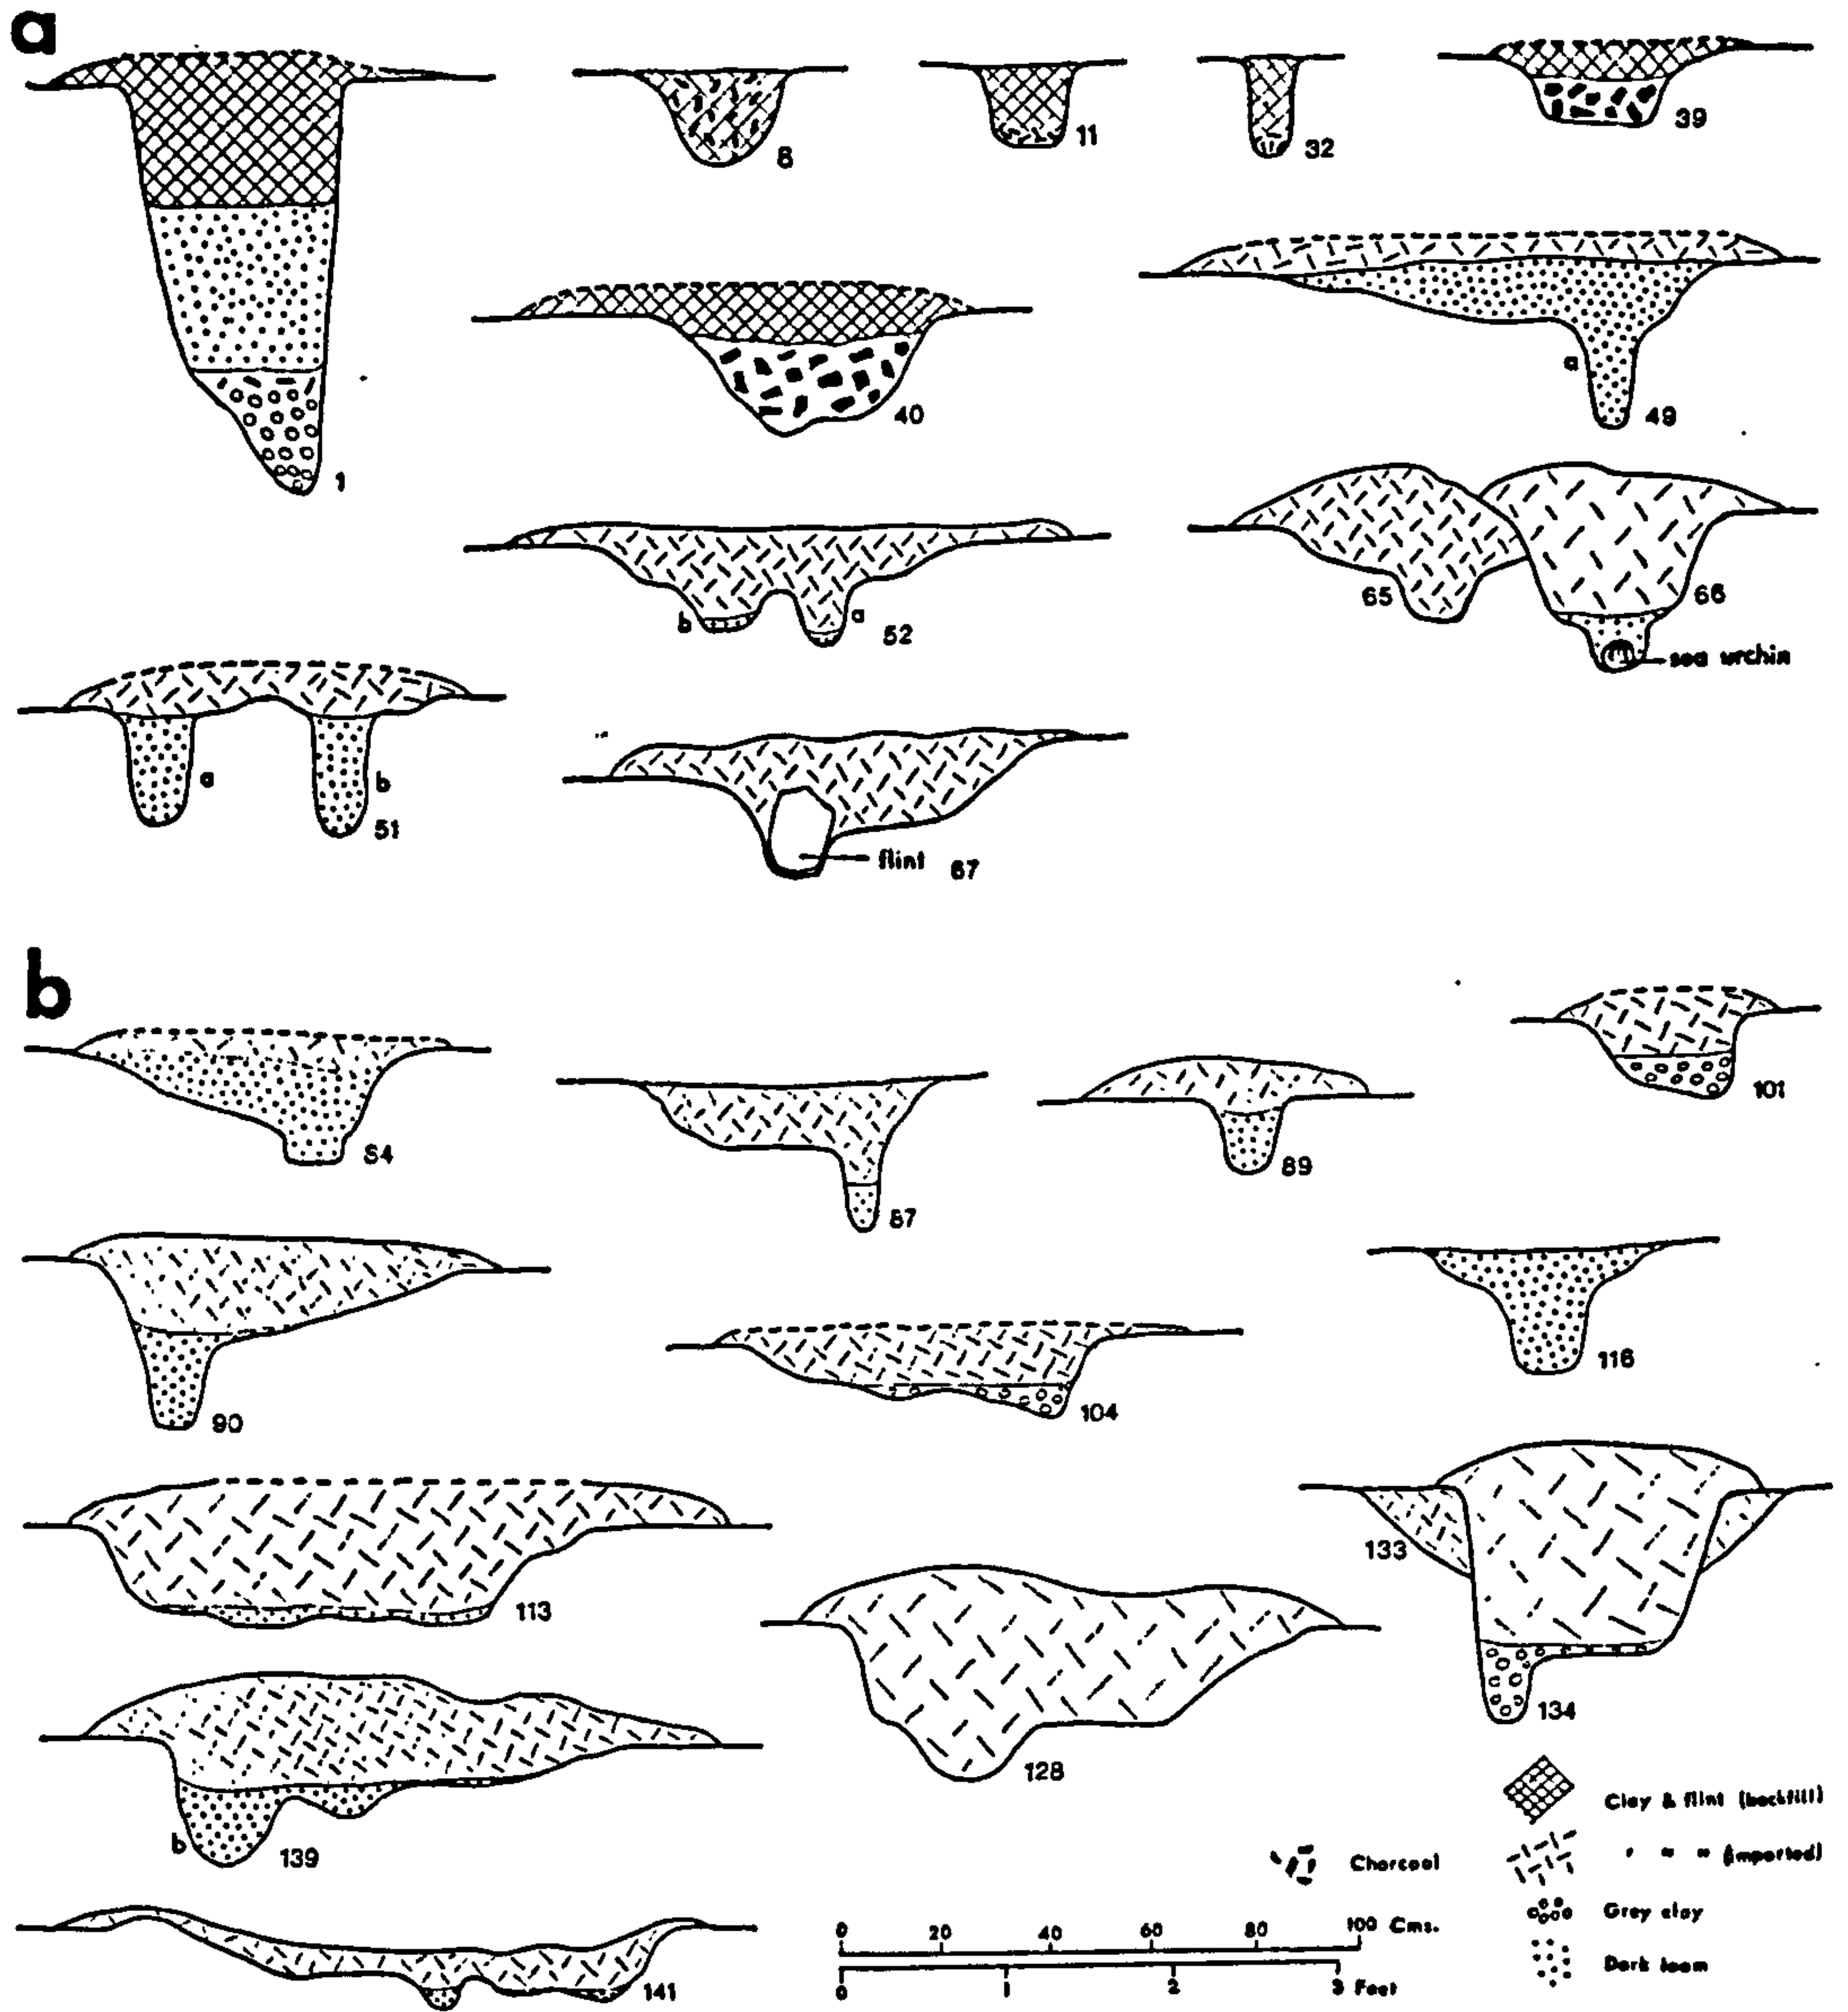 a
8
11
32
39
40
a
49
1
65
66
b
a
52
sea urchin
a
b
51
flint
67
b
84
87
89
101
90
104
116
113
133
134
128
b
139
141
Clay & flint (backfill)
" " " (imported)
Charcoal
Grey clay
Dark loam
0 20 40 60 80 100 Cms.
0 1 2 3 Feet